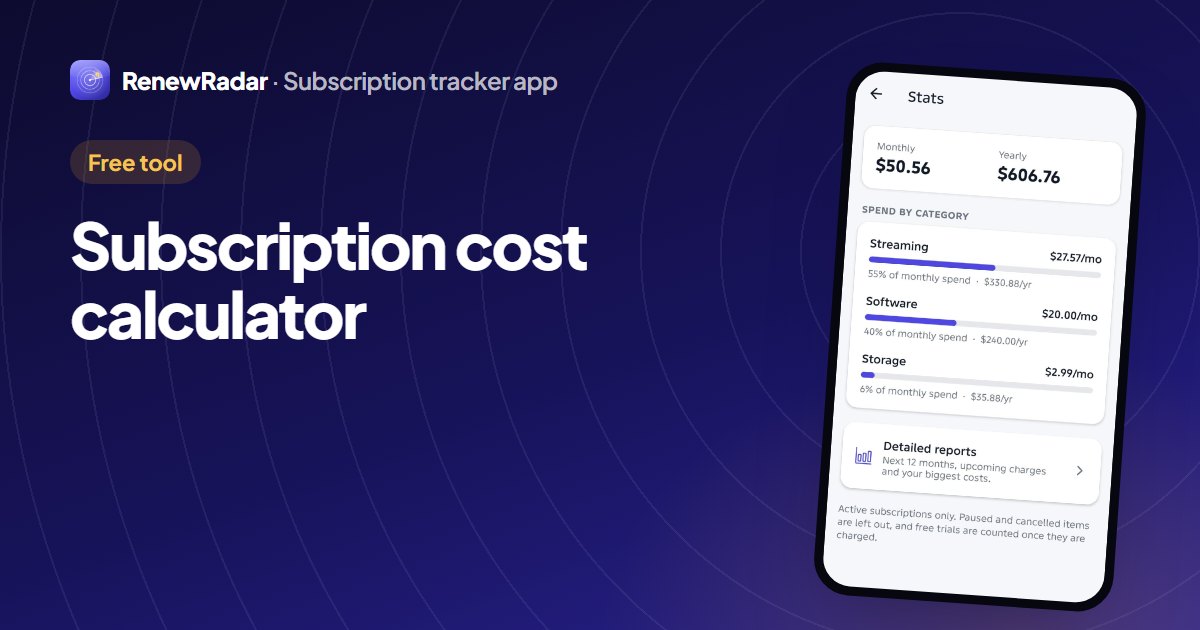 RenewRadar · Subscription tracker app
Free tool
Subscription cost
calculator
Stats
Monthly
$50.56
Yearly
$606.76
SPEND BY CATEGORY
Streaming
$27.57/mo
55% of monthly spend · $330.88/yr
Software
$20.00/mo
40% of monthly spend · $240.00/yr
Storage
$2.99/mo
6% of monthly spend · $35.88/yr
Detailed reports
Next 12 months, upcoming charges
and your biggest costs.
Active subscriptions only. Paused and cancelled items
are left out, and free trials are counted once they are
charged.